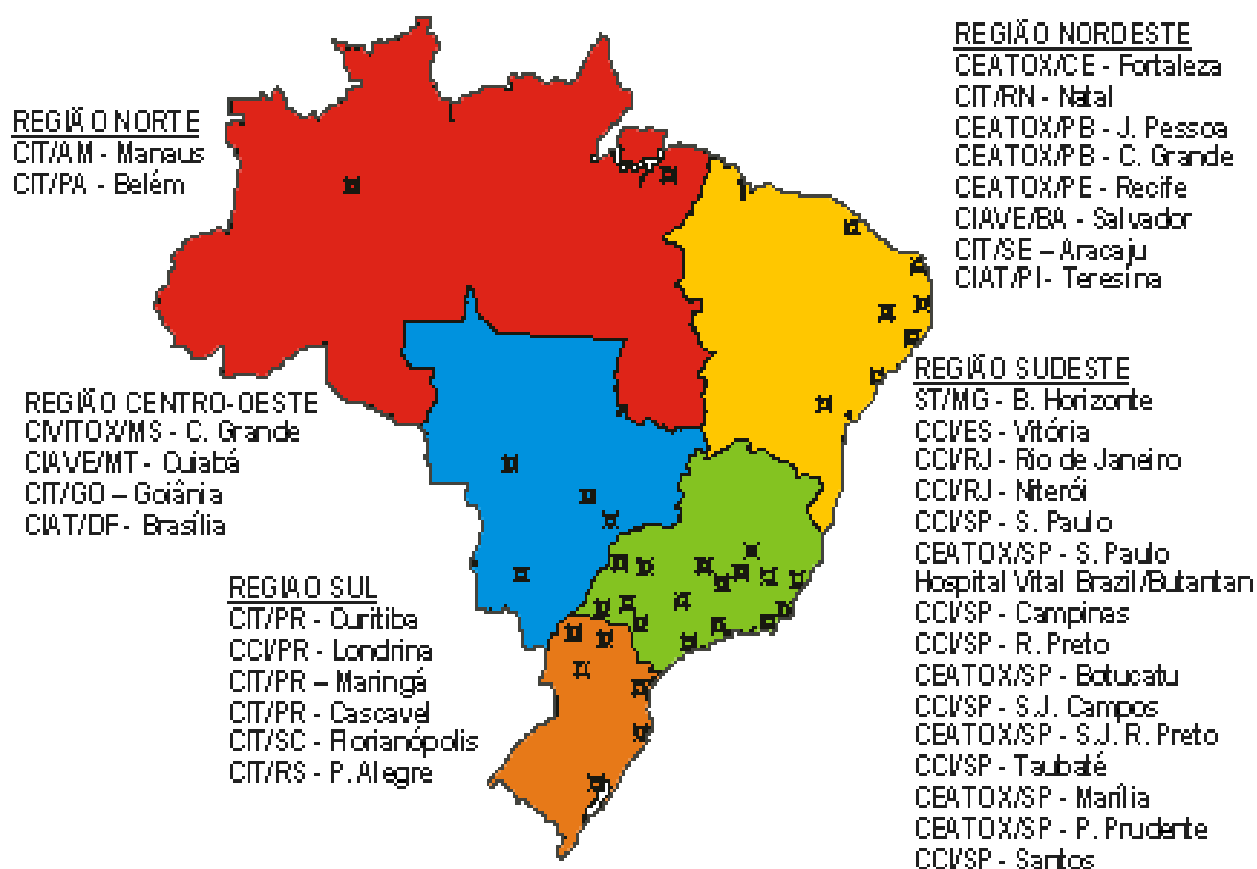 REGIÃO NORTE
CIT/AM - Manaus
CIT/PA - Belém
REGIÃO NORDESTE
CEATOX/CE - Fortaleza
CIT/RN - Natal
CEATOX/PB - J. Pessoa
CEATOX/PB - C. Grande
CEATOX/PE - Recife
CIAVE/BA - Salvador
CIT/SE – Aracaju
CIAT/PI - Teresina
REGIÃO CENTRO-OESTE
CIVITOX/MS - C. Grande
CIAVE/MT - Cuiabá
CIT/GO – Goiânia
CIAT/DF - Brasília
REGIÃO SUDESTE
ST/MG - B. Horizonte
CCI/ES - Vitória
CCI/RJ - Rio de Janeiro
CCI/RJ - Niterói
CCI/SP - S. Paulo
CEATOX/SP - S. Paulo
Hospital Vital Brazil/Butantan
CCI/SP - Campinas
CCI/SP - R. Preto
CEATOX/SP - Botucatu
CCI/SP - S.J. Campos
CEATOX/SP - S.J. R. Preto
CCI/SP - Taubaté
CEATOX/SP - Marília
CEATOX/SP - P. Prudente
CCI/SP - Santos
REGIAO SUL
CIT/PR - Curitiba
CCI/PR - Londrina
CIT/PR – Maringá
CIT/PR - Cascavel
CIT/SC - Florianópolis
CIT/RS - P. Alegre